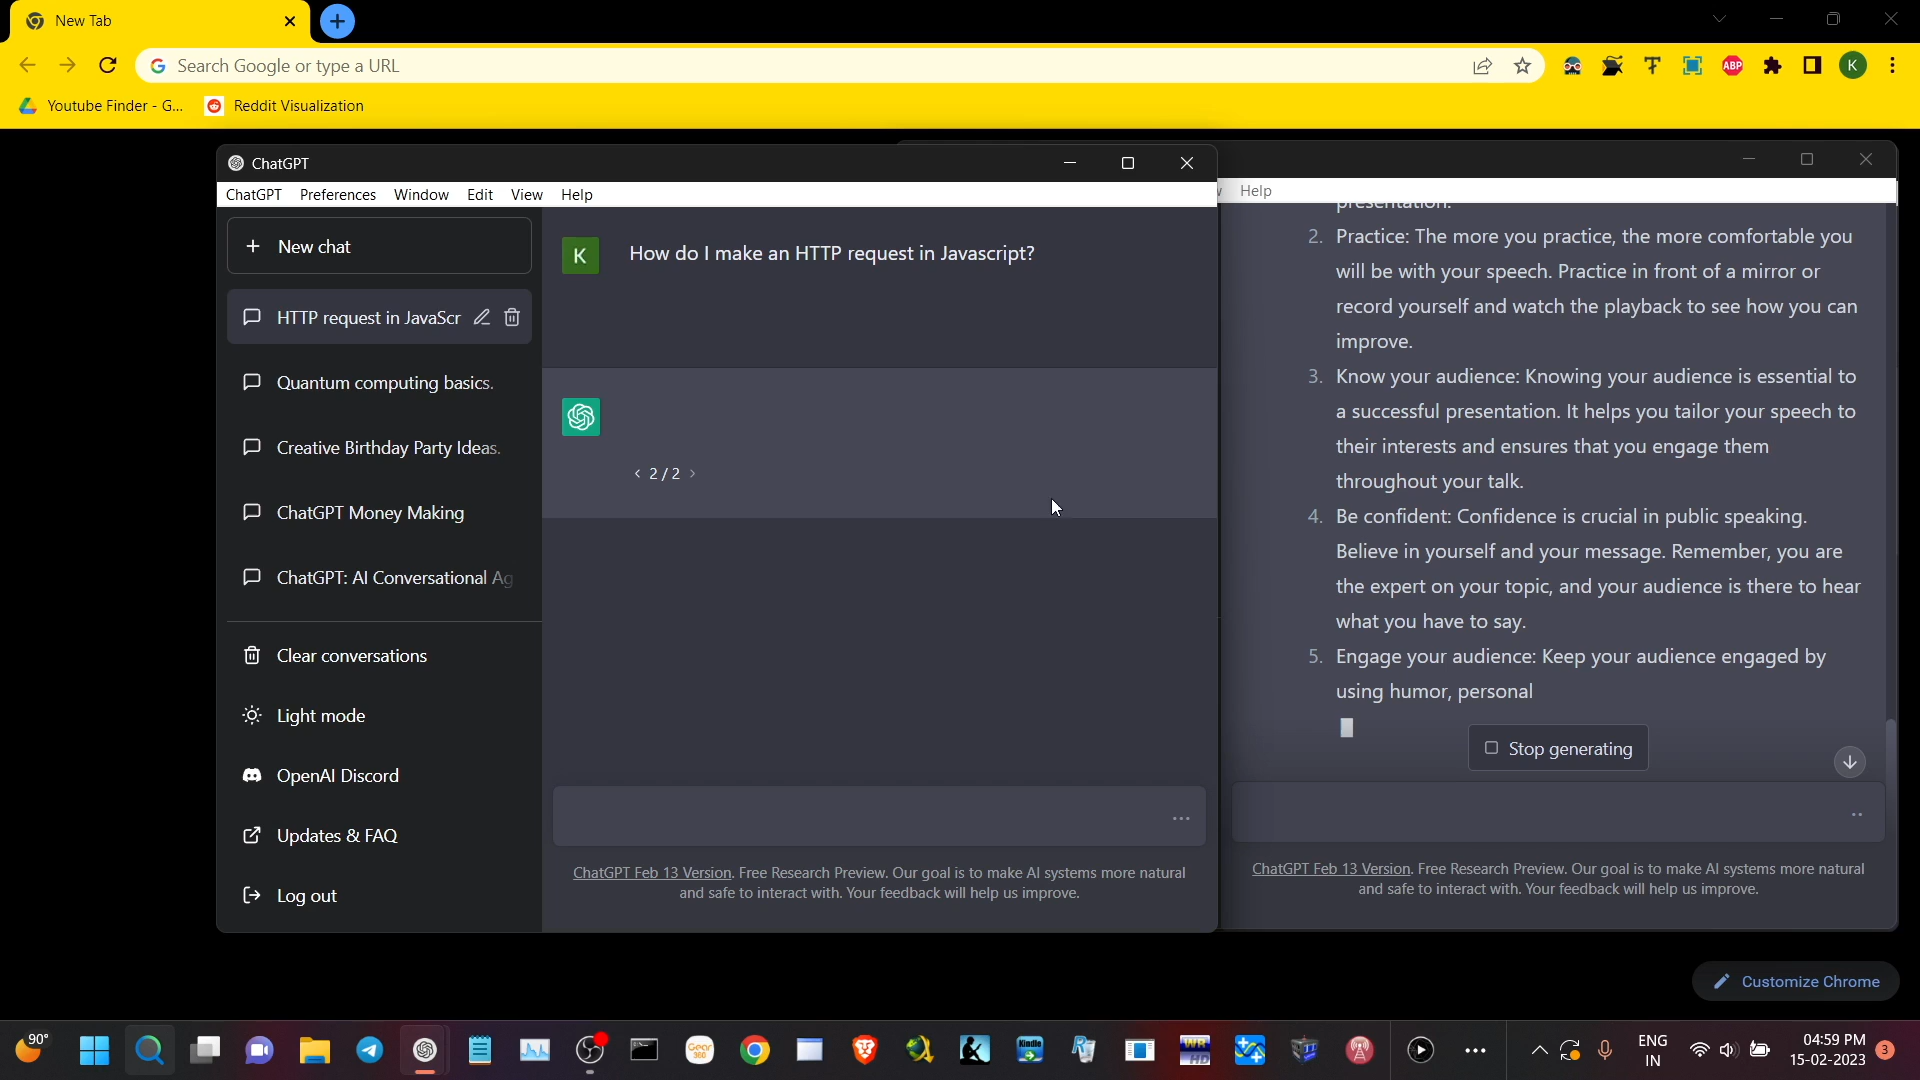 New Tab
Search Google or type a URL
ABP
K
Youtube Finder - G...
Reddit Visualization
ChatGPT
ChatGPT Preferences Window Edit View Help
New chat
HTTP request in JavaScr
Quantum computing basics.
Creative Birthday Party Ideas.
ChatGPT Money Making
ChatGPT: AI Conversational Ag
Clear conversations
Light mode
OpenAI Discord
Updates & FAQ
Log out
K
How do I make an HTTP request in Javascript?
< 2 / 2 >
ChatGPT Feb 13 Version. Free Research Preview. Our goal is to make AI systems more natural
and safe to interact with. Your feedback will help us improve.
Help
presentation.
2. Practice: The more you practice, the more comfortable you
will be with your speech. Practice in front of a mirror or
record yourself and watch the playback to see how you can
improve.
3. Know your audience: Knowing your audience is essential to
a successful presentation. It helps you tailor your speech to
their interests and ensures that you engage them
throughout your talk.
4. Be confident: Confidence is crucial in public speaking.
Believe in yourself and your message. Remember, you are
the expert on your topic, and your audience is there to hear
what you have to say.
5. Engage your audience: Keep your audience engaged by
using humor, personal
Stop generating
ChatGPT Feb 13 Version. Free Research Preview. Our goal is to make AI systems more natural
and safe to interact with. Your feedback will help us improve.
Customize Chrome
90°
Gear
360
Kindle
WB
HD
ENG
IN
04:59 PM
15-02-2023
3